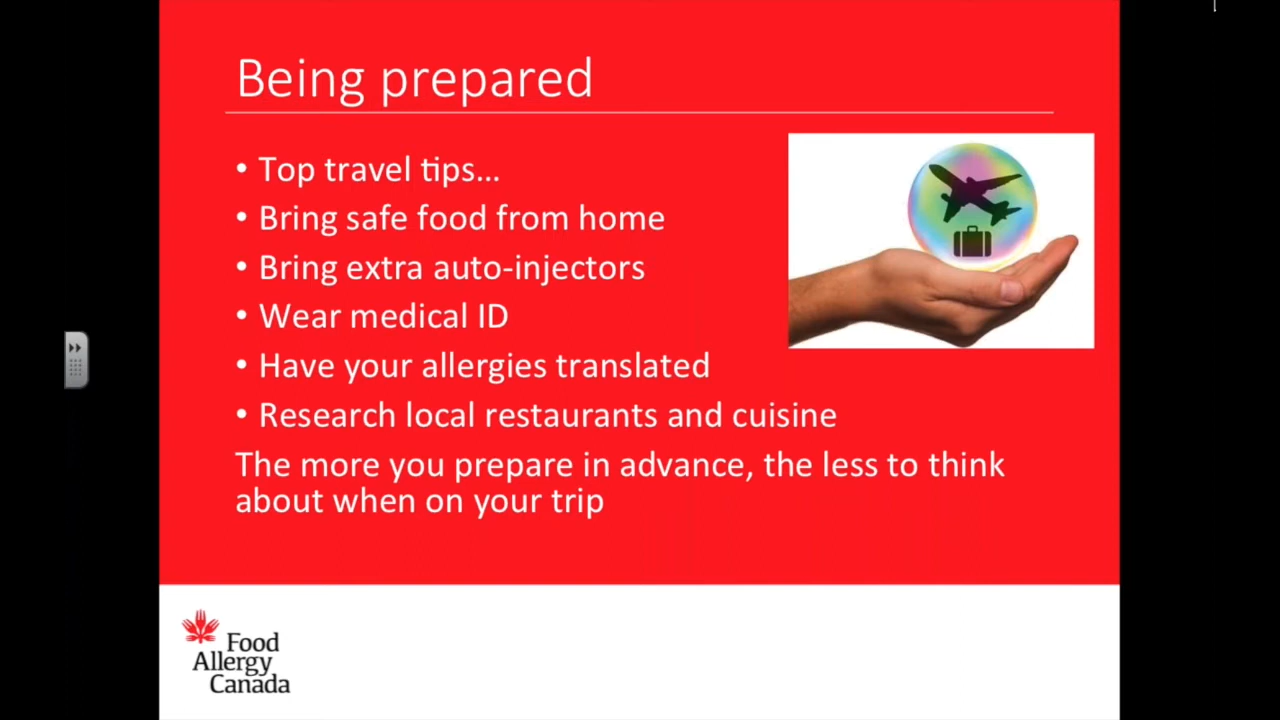 Being prepared
• Top travel tips...
• Bring safe food from home
• Bring extra auto-injectors
• Wear medical ID
• Have your allergies translated
• Research local restaurants and cuisine
The more you prepare in advance, the less to think
about when on your trip
Food
Allergy
Canada